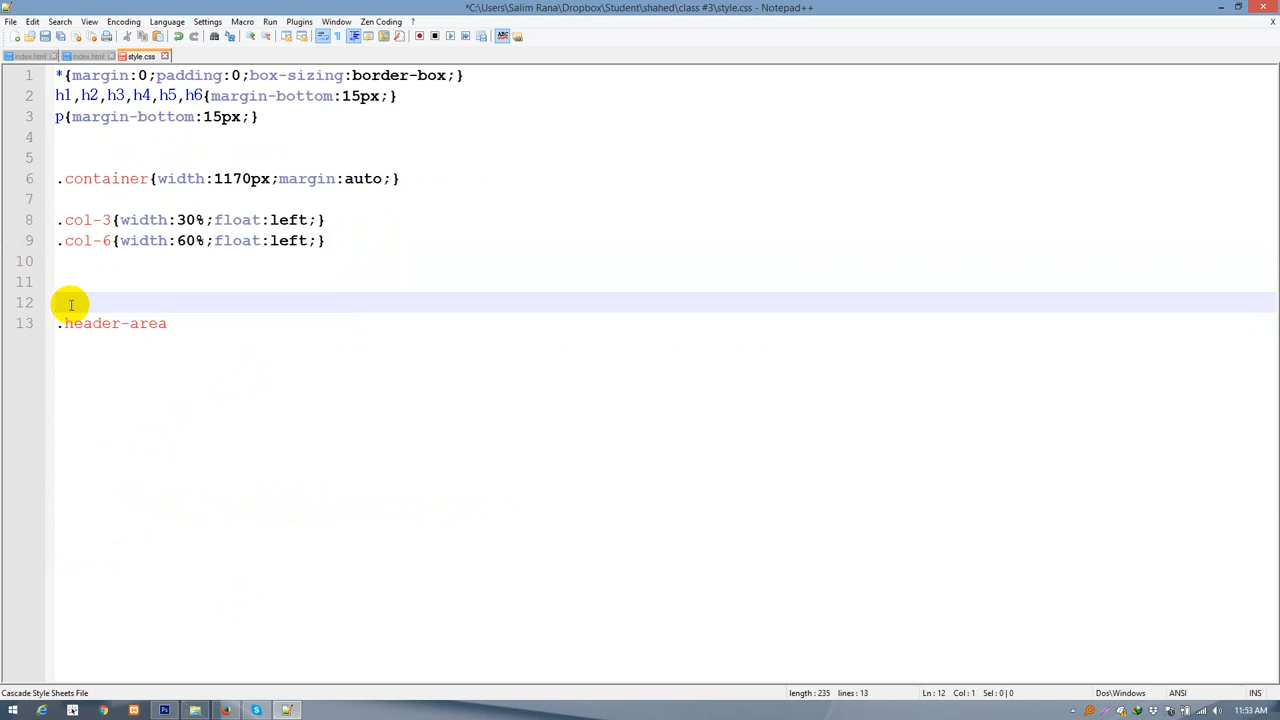 *C:\Users\Salim Rana\Dropbox\Student\shahed\class #3\style.css - Notepad++
File Edit Search View Encoding Language Settings Macro Run Plugins Window Zen Coding ? X
index.html index.html style.css
1 *{margin:0;padding:0;box-sizing:border-box;}
2 h1,h2,h3,h4,h5,h6{margin-bottom:15px;}
3 p{margin-bottom:15px;}
4
5
6 .container{width:1170px;margin:auto;}
7
8 .col-3{width:30%;float:left;}
9 .col-6{width:60%;float:left;}
10
11
12
13 .header-area
Cascade Style Sheets File length : 235 lines : 13 Ln : 12 Col : 1 Sel : 0 | 0 Dos\Windows ANSI INS
11:53 AM